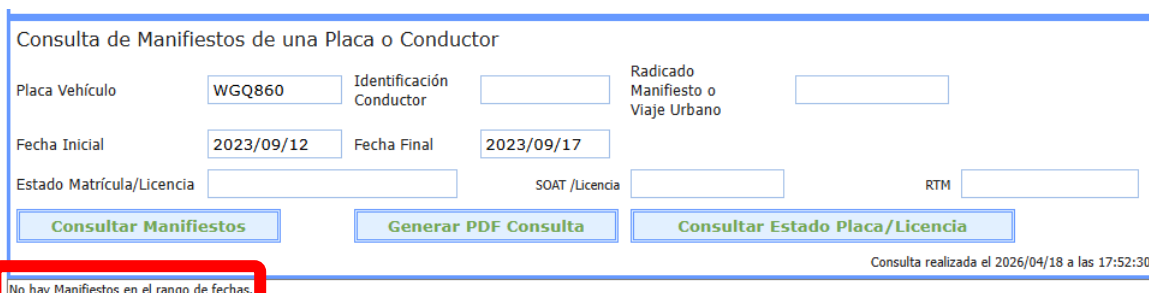 Consulta de Manifiestos de una Placa o Conductor
Placa Vehículo WGQ860 Identificación Conductor Radicado Manifiesto o Viaje Urbano
Fecha Inicial 2023/09/12 Fecha Final 2023/09/17
Estado Matrícula/Licencia SOAT /Licencia RTM
Consultar Manifiestos Generar PDF Consulta Consultar Estado Placa/Licencia
Consulta realizada el 2026/04/18 a las 17:52:30
No hay Manifiestos en el rango de fechas.